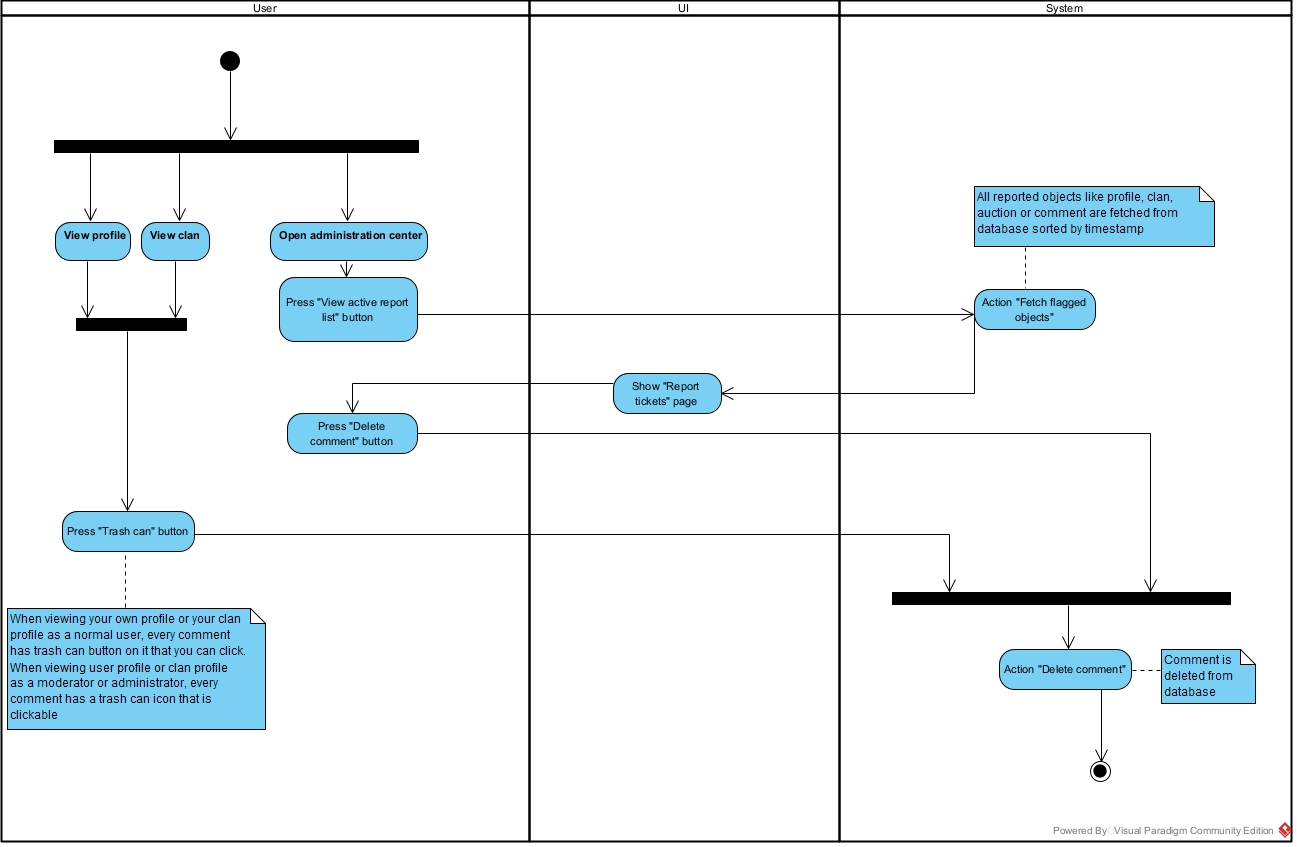 User
UI
System
All reported objects like profile, clan,
auction or comment are fetched from
database sorted by timestamp
View profile
View clan
Open administration center
Press "View active report
list" button
Action "Fetch flagged
objects"
Show "Report
tickets" page
Press "Delete
comment" button
Press "Trash can" button
When viewing your own profile or your clan
profile as a normal user, every comment
has trash can button on it that you can click.
When viewing user profile or clan profile
as a moderator or administrator, every
comment has a trash can icon that is
clickable
Action "Delete comment"
Comment is
deleted from
database
Powered By Visual Paradigm Community Edition